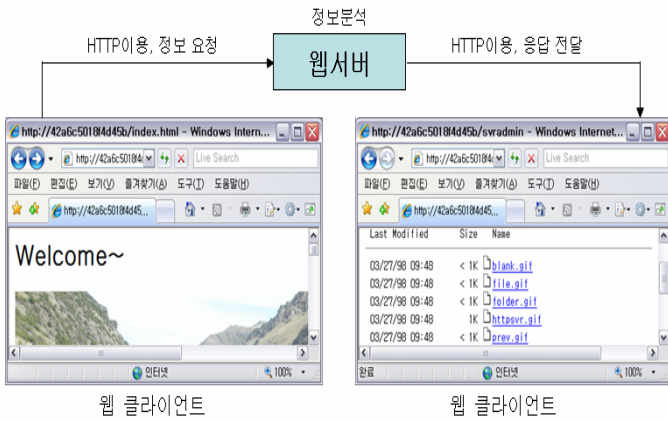 정보분석
HTTP이용, 정보 요청
웹서버
HTTP이용, 응답 전달
http://42a6c5018f4d45b/index.html - Windows Intern...
http://42a6c5018f4
Live Search
파일(F) 편집(E) 보기(V) 즐겨찾기(A) 도구(T) 도움말(H)
http://42a6c5018f4d45...
Welcome~
인터넷
100%
웹 클라이언트
http://42a6c5018f4d45b/svradmin - Windows Internet...
http://42a6c5018f4
Live Search
파일(F) 편집(E) 보기(V) 즐겨찾기(A) 도구(T) 도움말(H)
http://42a6c5018f4d45...
Last Modified Size Name
03/27/98 09:48 < 1K blank.gif
03/27/98 09:48 < 1K file.gif
03/27/98 09:48 < 1K folder.gif
03/27/98 09:48 1K httpsvr.gif
03/27/98 09:48 < 1K prev.gif
완료
인터넷
100%
웹 클라이언트